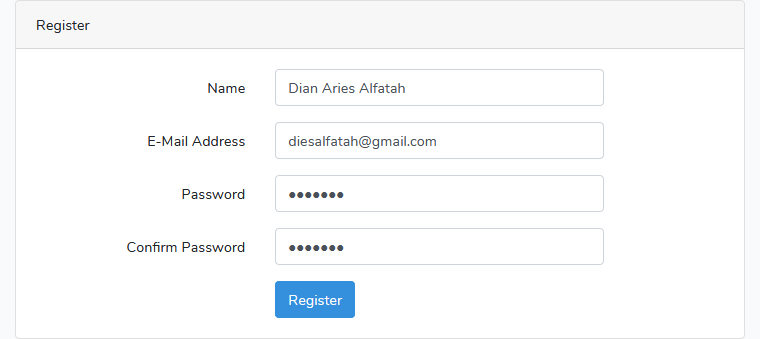 Register
Name Dian Aries Alfatah
E-Mail Address diesalfatah@gmail.com
Password ●●●●●●●
Confirm Password ●●●●●●●
Register